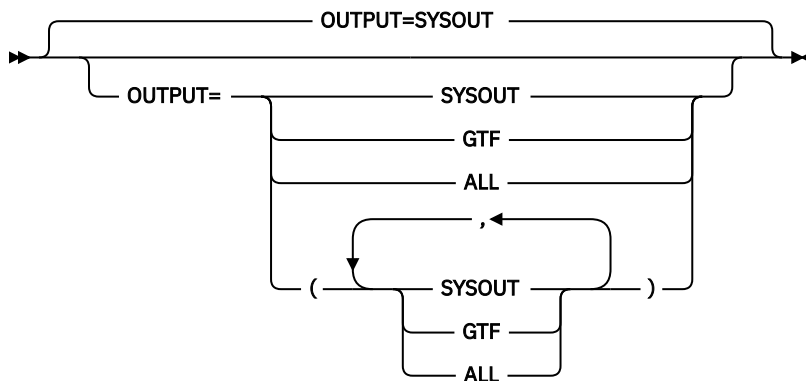 OUTPUT=SYSOUT
OUTPUT= SYSOUT
GTF
ALL
,
( SYSOUT )
GTF
ALL